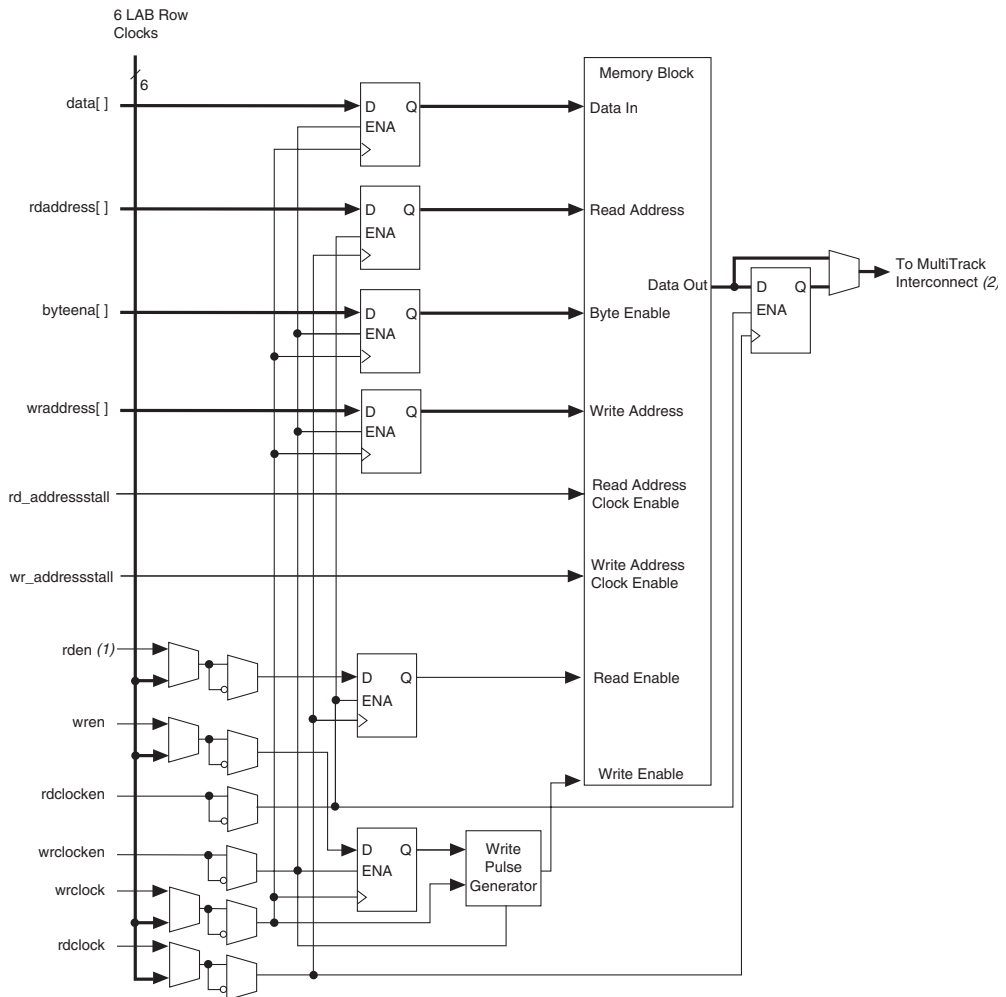 6 LAB Row
Clocks
6
Memory Block
data[ ]
D Q
ENA
Data In
rdaddress[ ]
D Q
ENA
Read Address
To MultiTrack
Interconnect (2)
Data Out
D Q
ENA
byteena[ ]
D Q
ENA
Byte Enable
wraddress[ ]
D Q
ENA
Write Address
rd_addressstall
Read Address
Clock Enable
wr_addressstall
Write Address
Clock Enable
rden (1)
D Q
ENA
Read Enable
wren
Write Enable
rdclocken
wrclocken
D Q
ENA
Write
Pulse
Generator
wrclock
rdclock